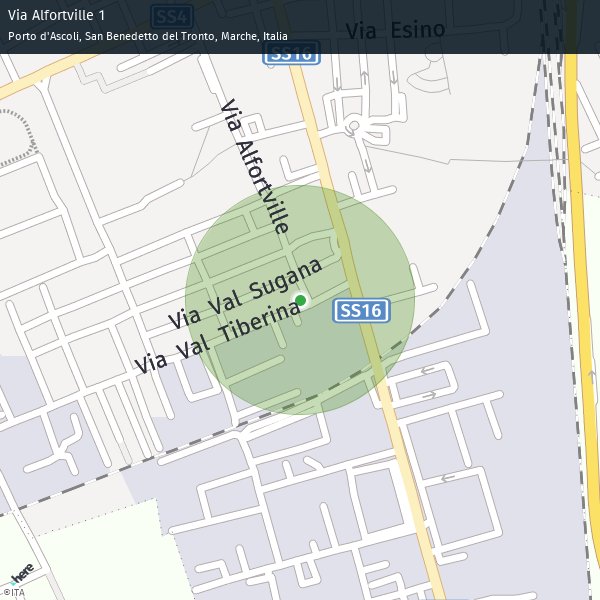 Via Alfortville 1
Porto d'Ascoli, San Benedetto del Tronto, Marche, Italia
SS4
Via Esino
SS16
Via Alfortville
Via Val Sugana
SS16
Via Val Tiberina
here
©ITA